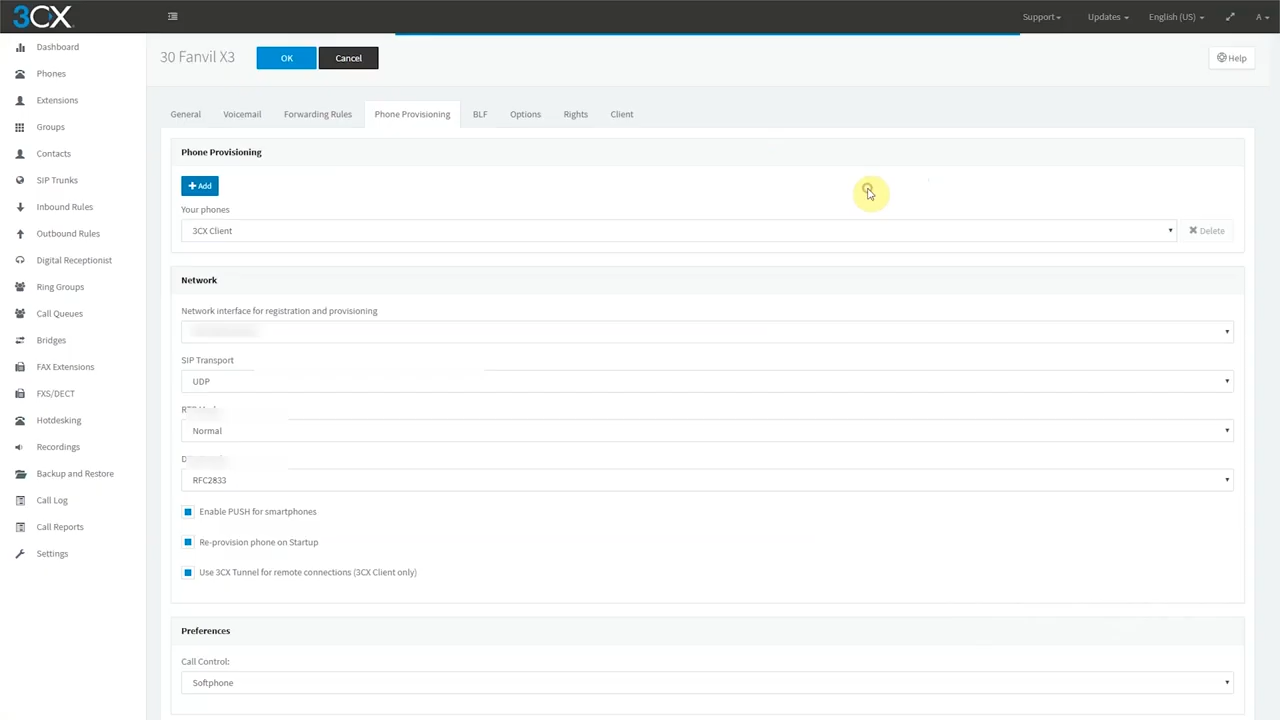 3CX
Support
Updates
English (US)
A
Dashboard
Phones
Extensions
Groups
Contacts
SIP Trunks
Inbound Rules
Outbound Rules
Digital Receptionist
Ring Groups
Call Queues
Bridges
FAX Extensions
FXS/DECT
Hotdesking
Recordings
Backup and Restore
Call Log
Call Reports
Settings
30 Fanvil X3
OK
Cancel
Help
General
Voicemail
Forwarding Rules
Phone Provisioning
BLF
Options
Rights
Client
Phone Provisioning
Add
Your phones
3CX Client
Delete
Network
Network interface for registration and provisioning
SIP Transport
UDP
Normal
RFC2833
Enable PUSH for smartphones
Re-provision phone on Startup
Use 3CX Tunnel for remote connections (3CX Client only)
Preferences
Call Control:
Softphone